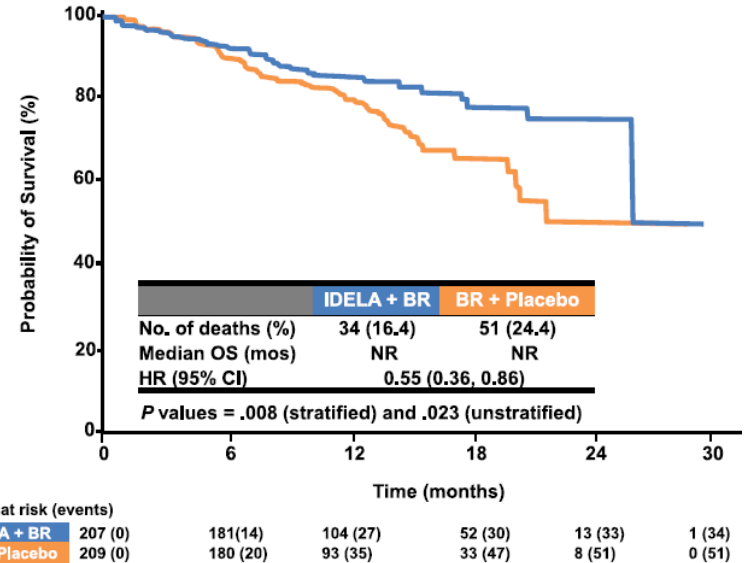 100
80
60
40
20
0
Probability of Survival (%)
IDELA + BR BR + Placebo
No. of deaths (%) 34 (16.4) 51 (24.4)
Median OS (mos) NR NR
HR (95% CI) 0.55 (0.36, 0.86)
P values = .008 (stratified) and .023 (unstratified)
0 6 12 18 24 30
Time (months)
at risk (events)
A + BR 207 (0) 181(14) 104 (27) 52 (30) 13 (33) 1 (34)
Placebo 209 (0) 180 (20) 93 (35) 33 (47) 8 (51) 0 (51)